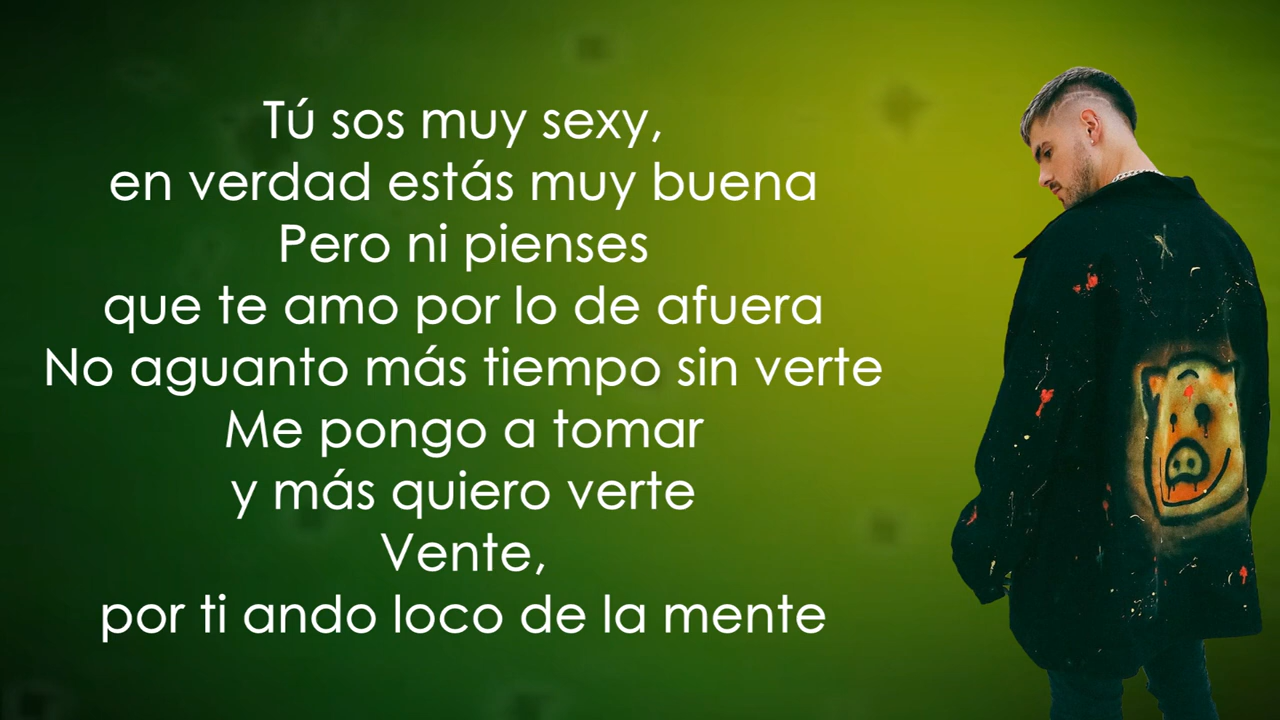 Tú sos muy sexy,
en verdad estás muy buena
Pero ni pienses
que te amo por lo de afuera
No aguanto más tiempo sin verte
Me pongo a tomar
y más quiero verte
Vente,
por ti ando loco de la mente